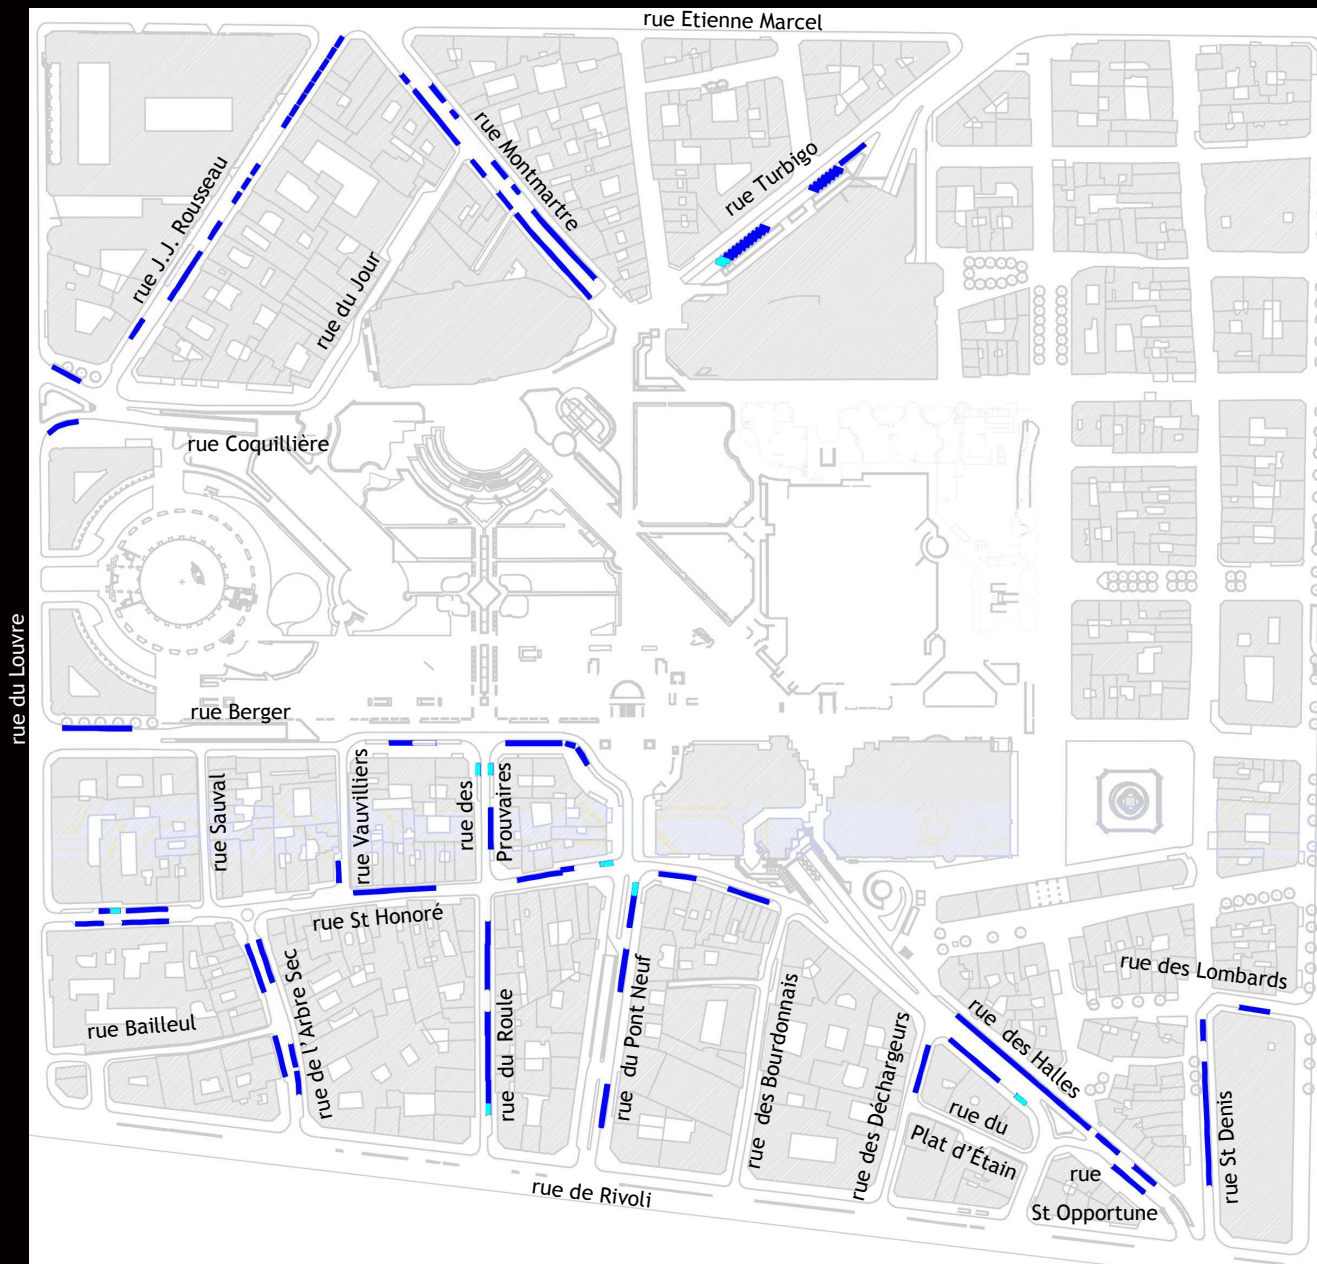 rue Etienne Marcel
rue Montmartre
rue Turbigo
rue J.J. Rousseau
rue du Jour
rue Coquillière
rue du Louvre
rue Berger
rue Sauval
rue Vauvilliers
rue des
Prouvaires
rue St Honoré
rue des Lombards
rue Bailleul
rue de l'Arbre Sec
rue du Roule
rue du Pont Neuf
rue des Bourdonnais
rue des Déchargeurs
rue des Halles
rue du
Plat d'Étain
rue
St Opportune
rue St Denis
rue de Rivoli